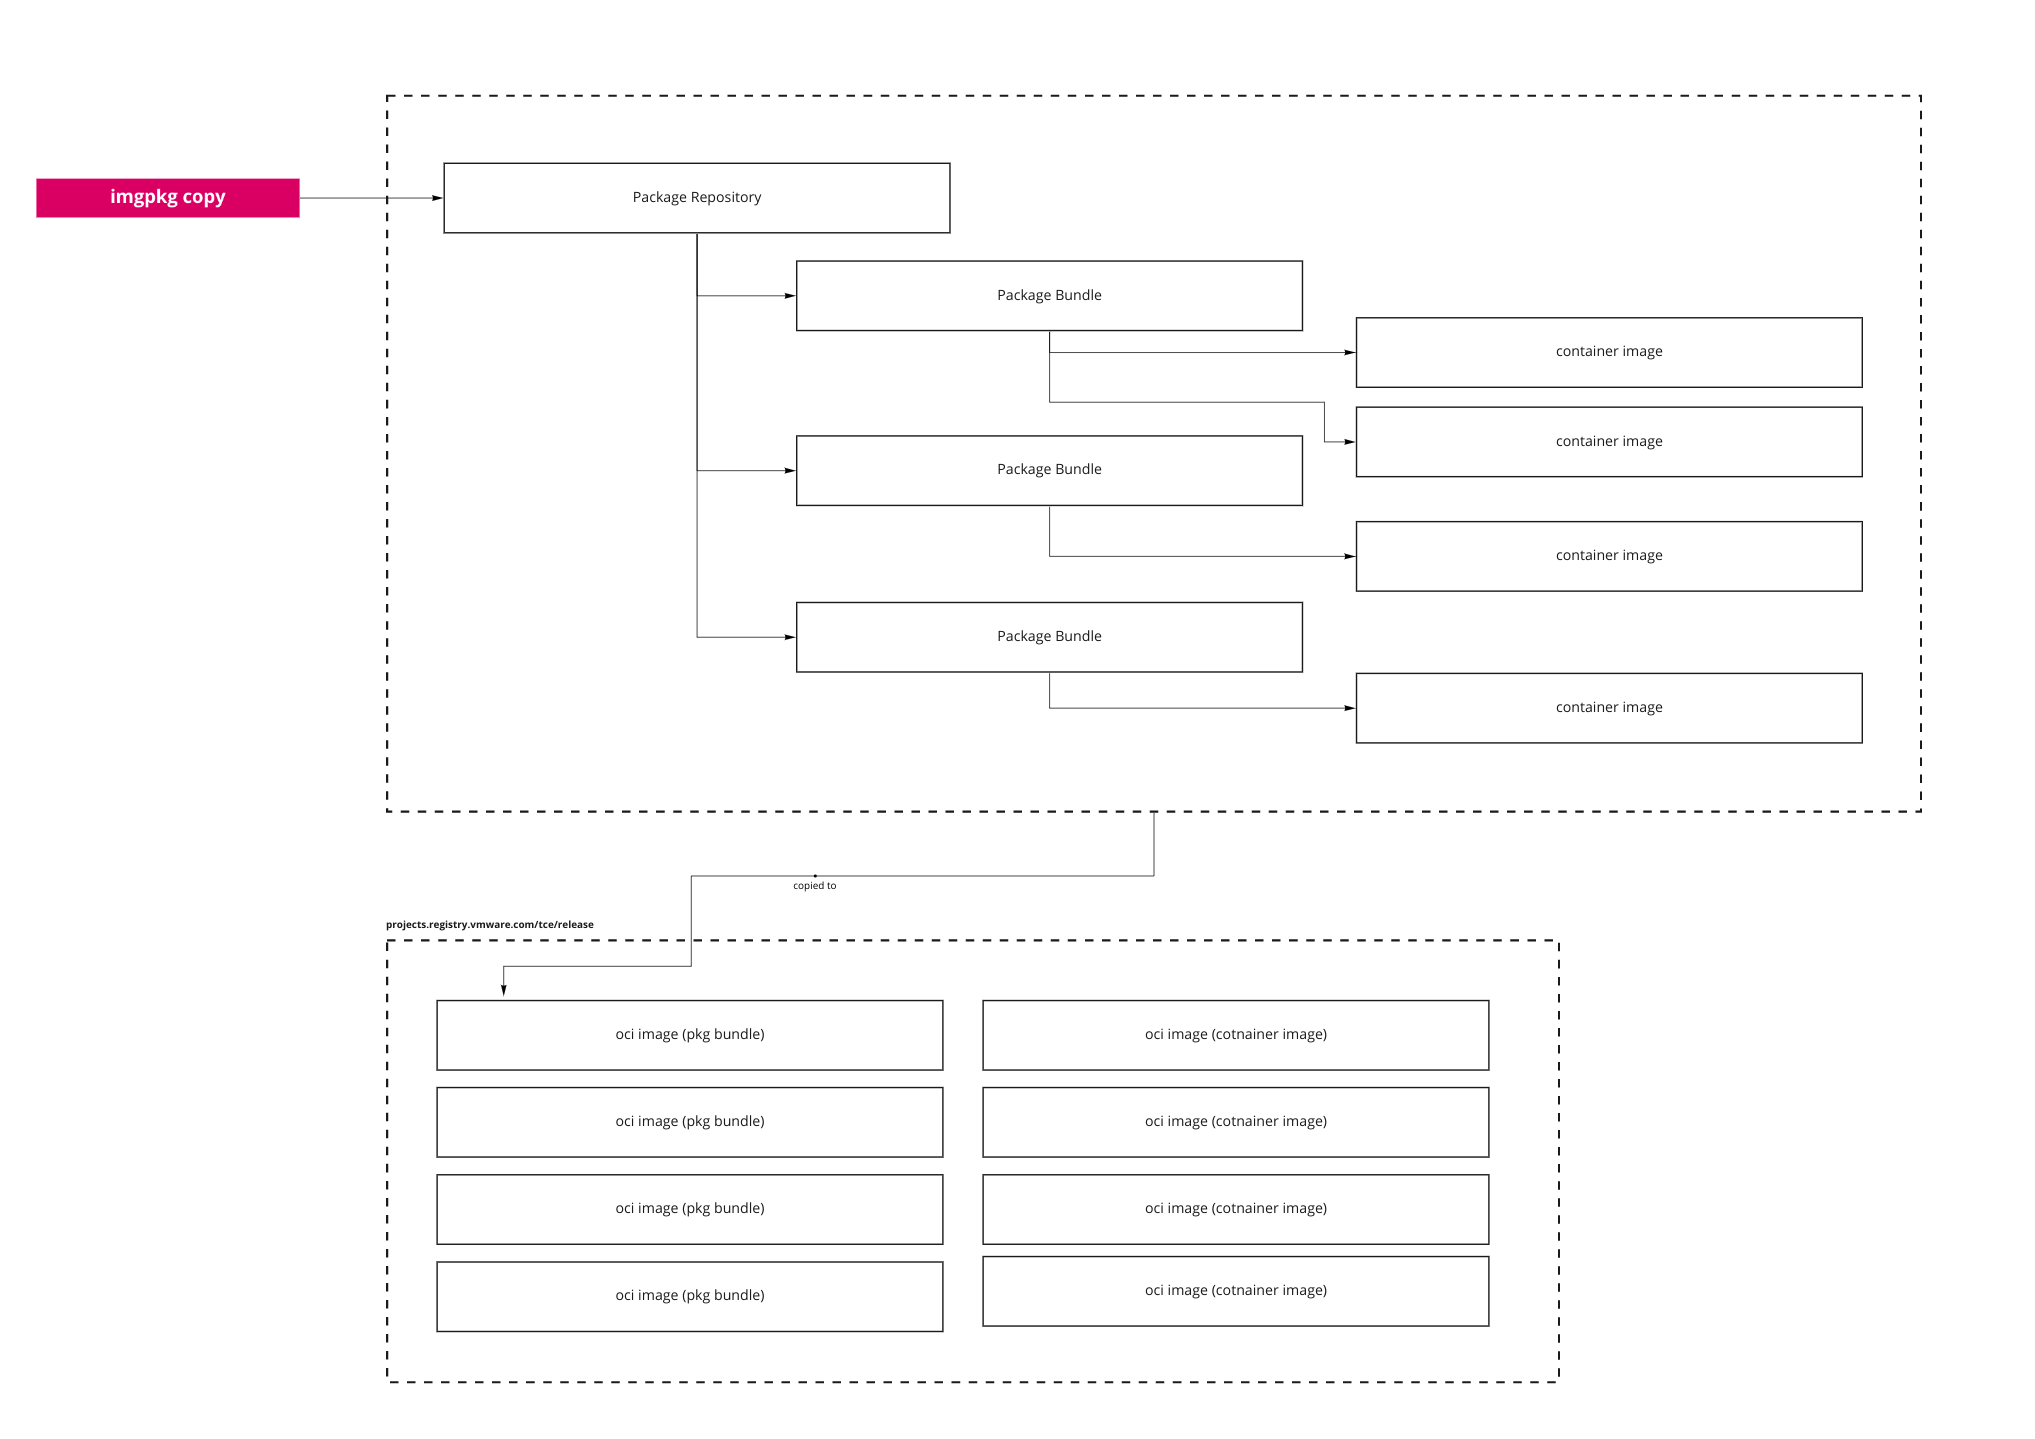 imgpkg copy
Package Repository
Package Bundle
container image
container image
Package Bundle
container image
Package Bundle
container image
copied to
projects.registry.vmware.com/tce/release
oci image (pkg bundle)
oci image (cotnainer image)
oci image (pkg bundle)
oci image (cotnainer image)
oci image (pkg bundle)
oci image (cotnainer image)
oci image (pkg bundle)
oci image (cotnainer image)